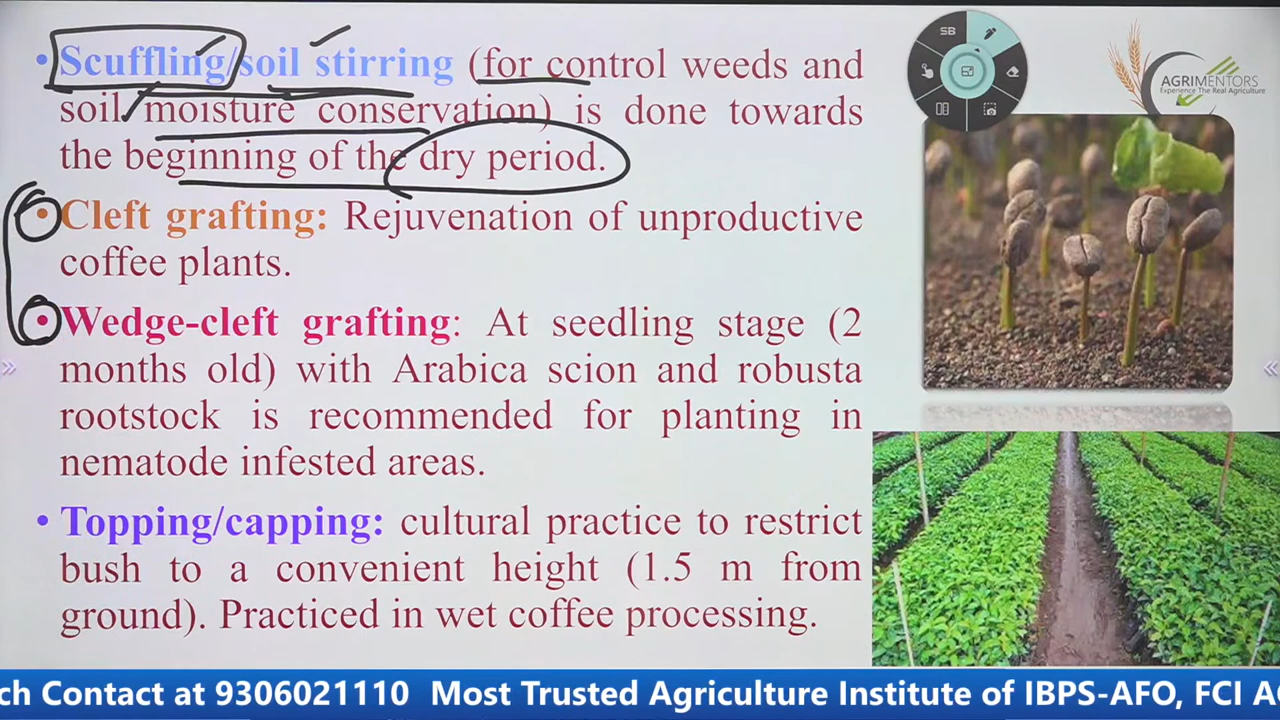 • Scuffling/soil stirring (for control weeds and
soil moisture conservation) is done towards
the beginning of the dry period.
• Cleft grafting: Rejuvenation of unproductive
coffee plants.
• Wedge-cleft grafting: At seedling stage (2
months old) with Arabica scion and robusta
rootstock is recommended for planting in
nematode infested areas.
• Topping/capping: cultural practice to restrict
bush to a convenient height (1.5 m from
ground). Practiced in wet coffee processing.
SB
AGRIMENTORS
Experience The Real Agriculture
ch Contact at 9306021110 Most Trusted Agriculture Institute of IBPS-AFO, FCI A